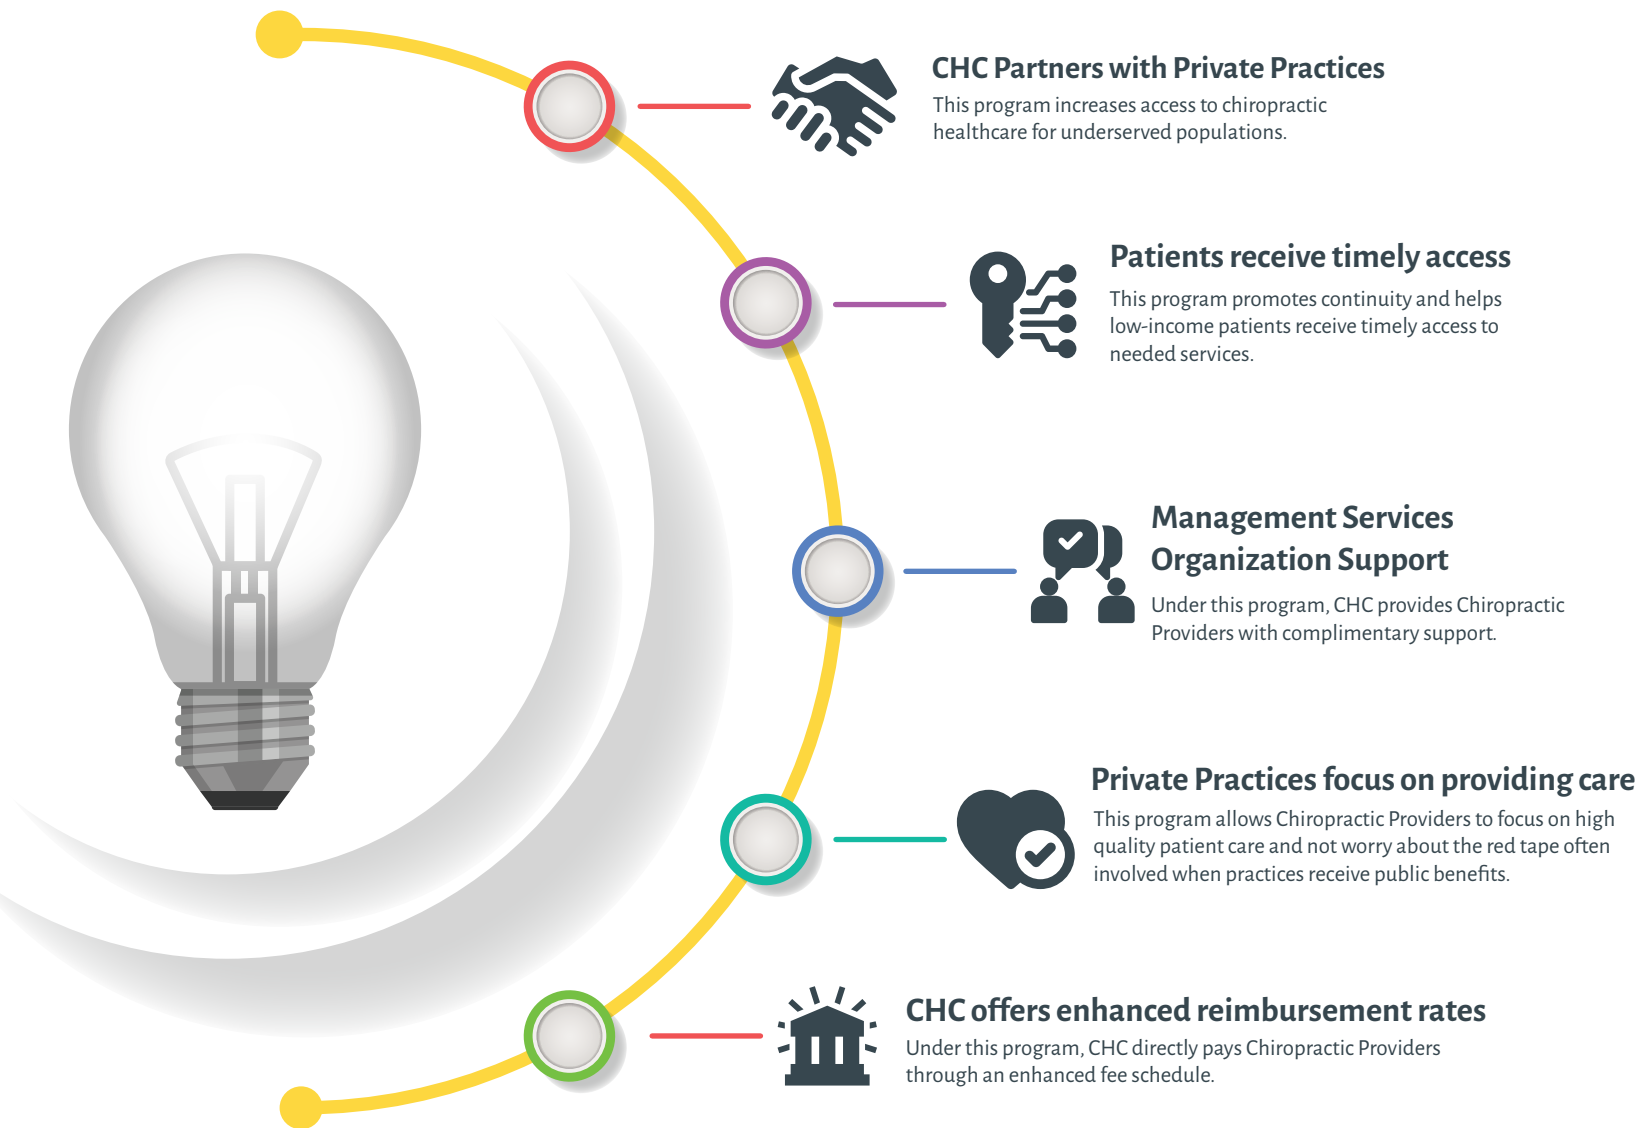 CHC Partners with Private Practices
This program increases access to chiropractic
healthcare for underserved populations.
Patients receive timely access
This program promotes continuity and helps
low-income patients receive timely access to
needed services.
Management Services
Organization Support
Under this program, CHC provides Chiropractic
Providers with complimentary support.
Private Practices focus on providing care
This program allows Chiropractic Providers to focus on high
quality patient care and not worry about the red tape often
involved when practices receive public benefits.
CHC offers enhanced reimbursement rates
Under this program, CHC directly pays Chiropractic Providers
through an enhanced fee schedule.